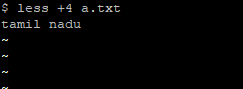 $ less +4 a.txt
tamil nadu
~
~
~
~